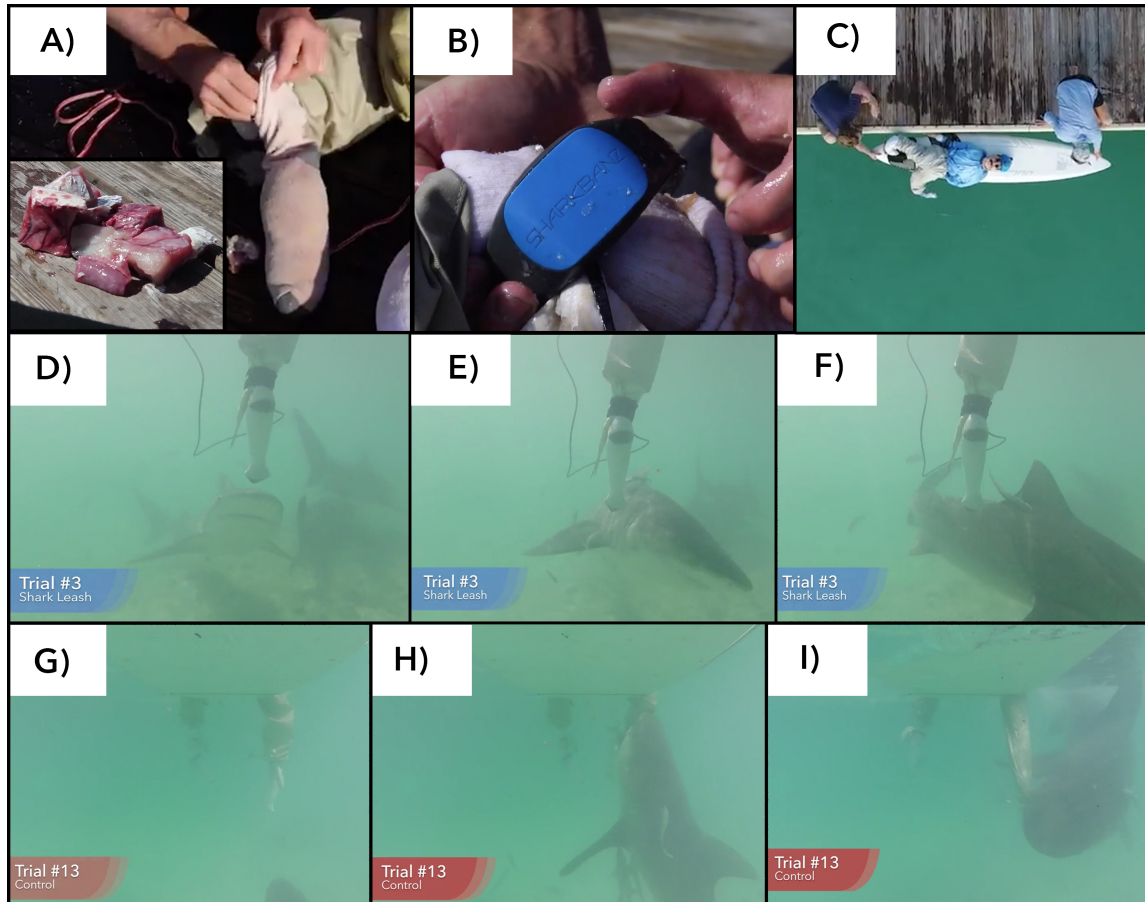 A)
B)
SHARKBANZ
C)
D)
Trial #3
Shark Leash
E)
Trial #3
Shark Leash
F)
Trial #3
Shark Leash
G)
Trial #13
Control
H)
Trial #13
Control
I)
Trial #13
Control